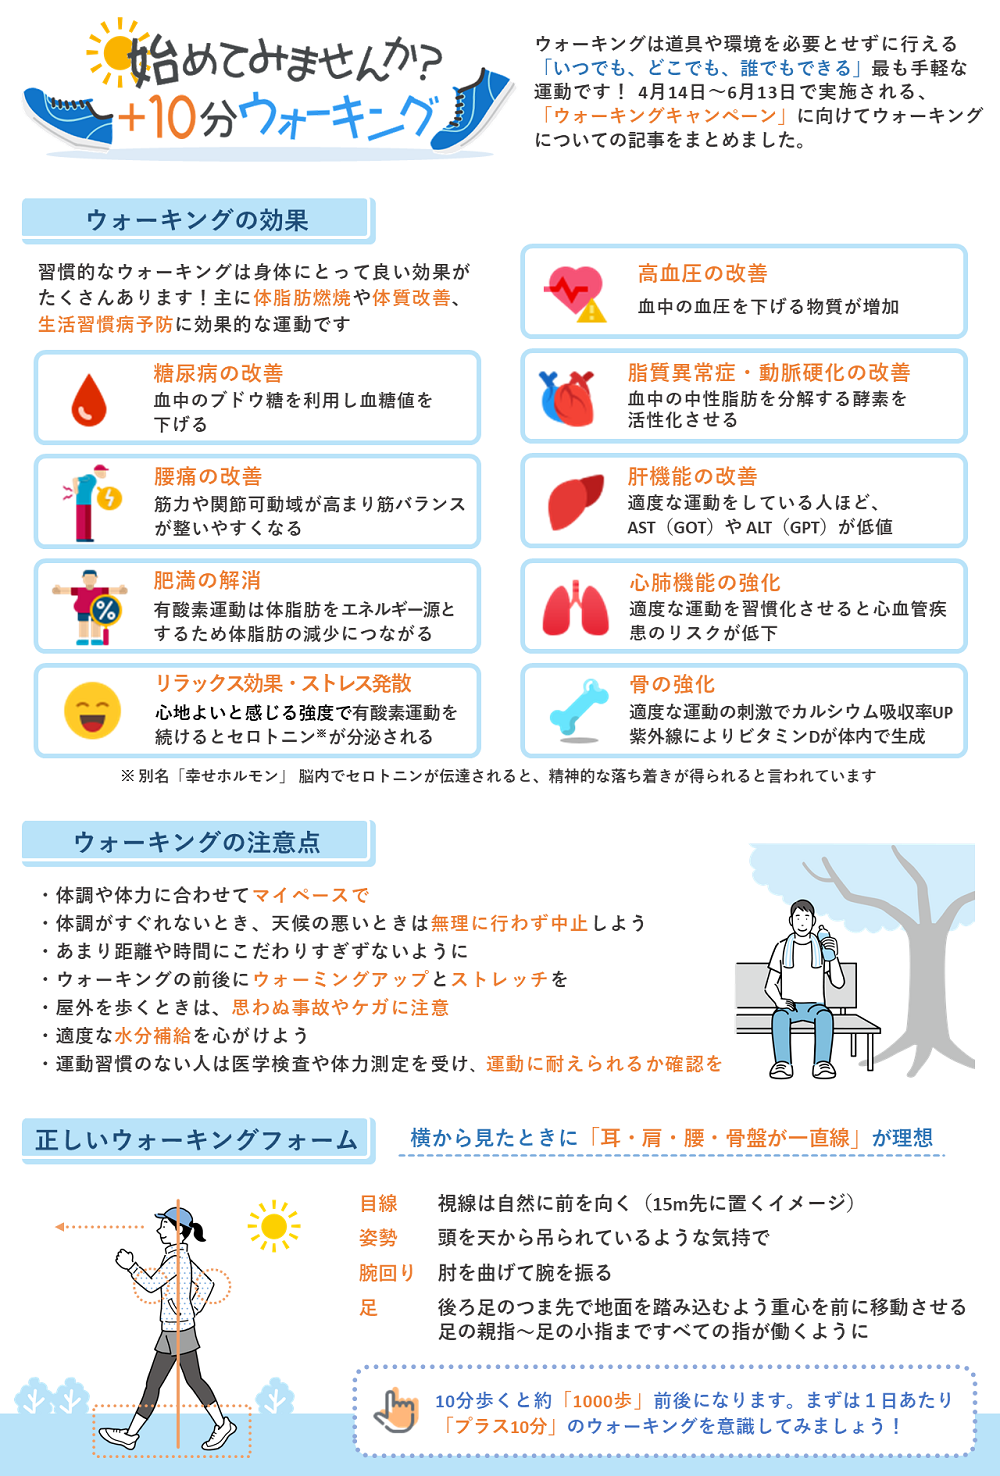 始めてみませんか?
+10分ウォーキング
ウォーキングは道具や環境を必要とせずに行える
「いつでも、どこでも、誰でもできる」最も手軽な
運動です！ 4月14日～6月13日で実施される、
「ウォーキングキャンペーン」に向けてウォーキング
についての記事をまとめました。
ウォーキングの効果
習慣的なウォーキングは身体にとって良い効果が
たくさんあります！主に体脂肪燃焼や体質改善、
生活習慣病予防に効果的な運動です
糖尿病の改善
血中のブドウ糖を利用し血糖値を
下げる
腰痛の改善
筋力や関節可動域が高まり筋バランス
が整いやすくなる
肥満の解消
有酸素運動は体脂肪をエネルギー源と
するため体脂肪の減少につながる
リラックス効果・ストレス発散
心地よいと感じる強度で有酸素運動を
続けるとセロトニン※が分泌される
高血圧の改善
血中の血圧を下げる物質が増加
脂質異常症・動脈硬化の改善
血中の中性脂肪を分解する酵素を
活性化させる
肝機能の改善
適度な運動をしている人ほど、
AST（GOT）や ALT（GPT）が低値
心肺機能の強化
適度な運動を習慣化させると心血管疾
患のリスクが低下
骨の強化
適度な運動の刺激でカルシウム吸収率UP
紫外線によりビタミンDが体内で生成
※ 別名「幸せホルモン」 脳内でセロトニンが伝達されると、精神的な落ち着きが得られると言われています
ウォーキングの注意点
・体調や体力に合わせてマイペースで
・体調がすぐれないとき、天候の悪いときは無理に行わず中止しよう
・あまり距離や時間にこだわりすぎずないように
・ウォーキングの前後にウォーミングアップとストレッチを
・屋外を歩くときは、思わぬ事故やケガに注意
・適度な水分補給を心がけよう
・運動習慣のない人は医学検査や体力測定を受け、運動に耐えられるか確認を
正しいウォーキングフォーム
横から見たときに「耳・肩・腰・骨盤が一直線」が理想
目線 視線は自然に前を向く（15m先に置くイメージ）
姿勢 頭を天から吊られているような気持で
腕回り 肘を曲げて腕を振る
足 後ろ足のつま先で地面を踏み込むよう重心を前に移動させる
足の親指～足の小指まですべての指が働くように
10分歩くと約「1000歩」前後になります。まずは１日あたり
「プラス10分」のウォーキングを意識してみましょう！